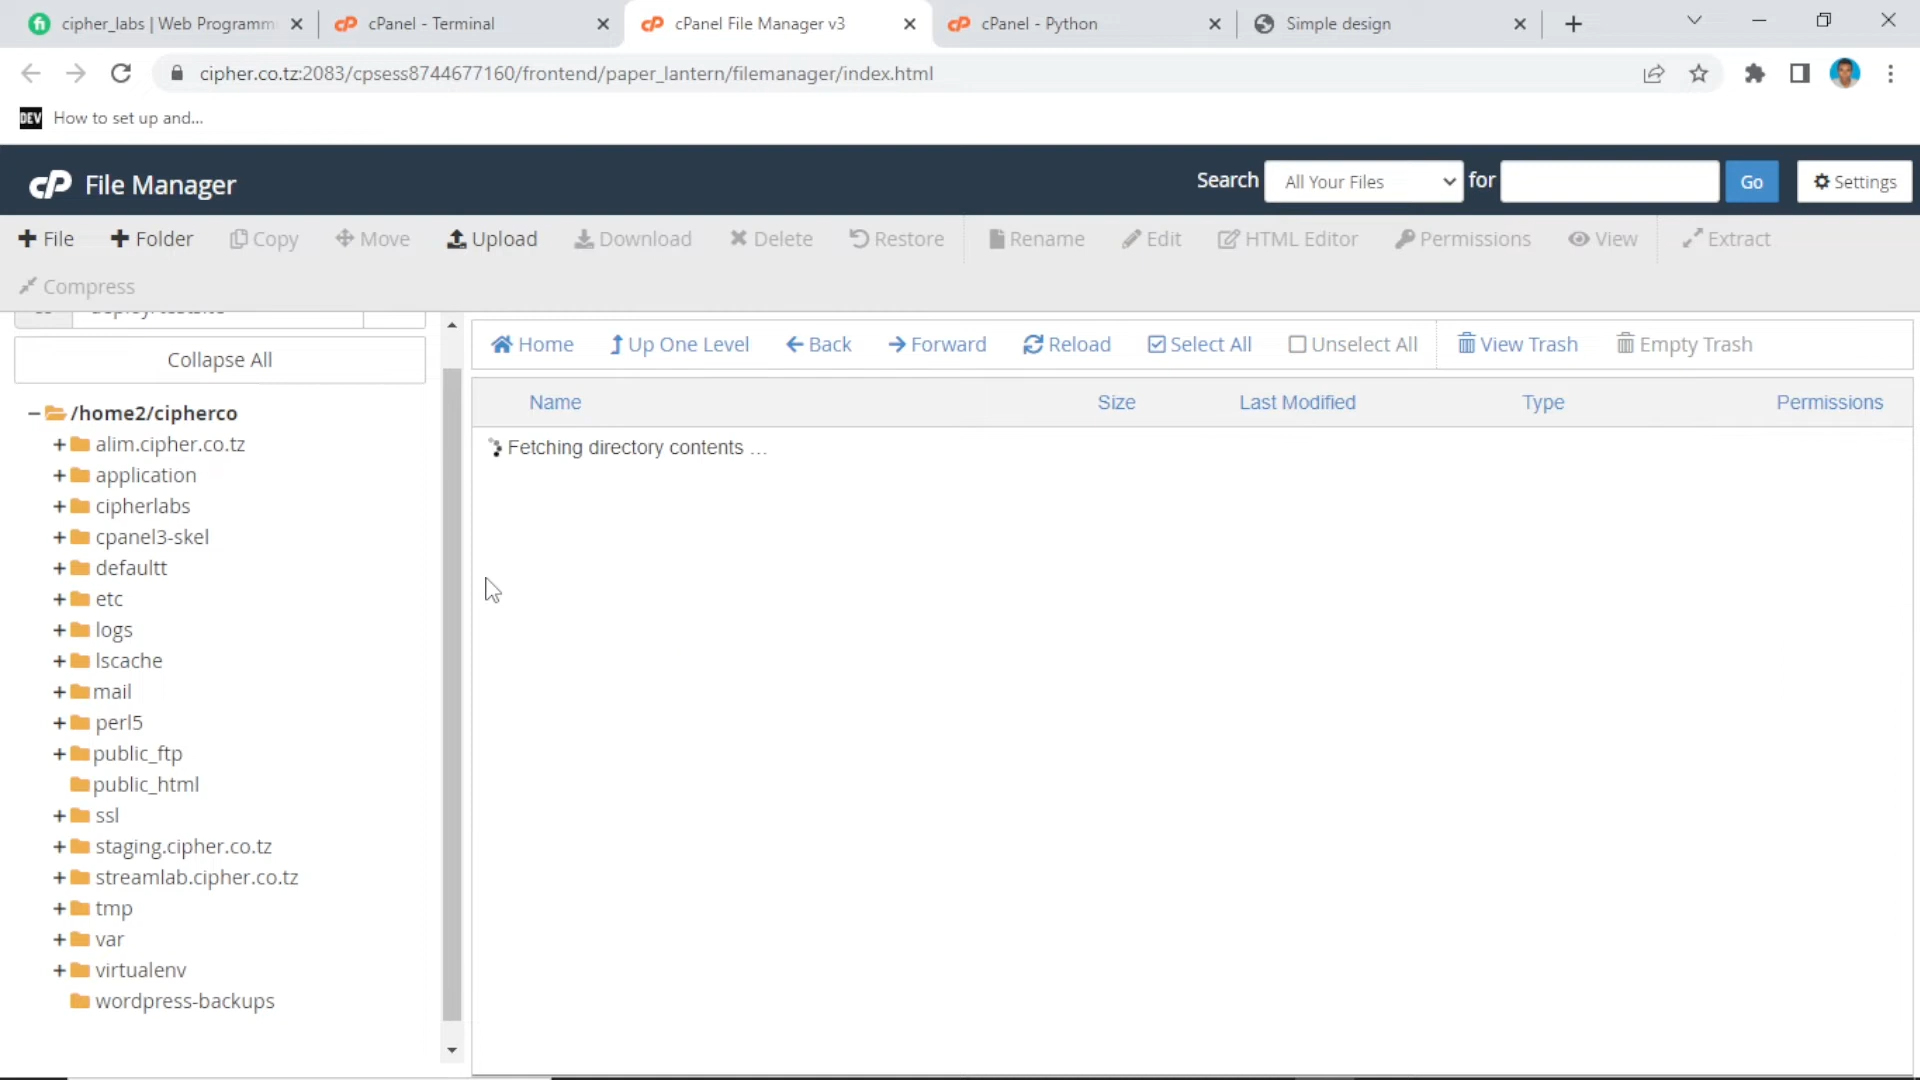 cipher_labs | Web Programm
cPanel - Terminal
cPanel File Manager v3
cPanel - Python
Simple design
cipher.co.tz:2083/cpsess8744677160/frontend/paper_lantern/filemanager/index.html
DEV How to set up and...
cP File Manager
Search All Your Files for Go Settings
File Folder Copy Move Upload Download Delete Restore Rename Edit HTML Editor Permissions View Extract
Compress
Collapse All
Home Up One Level Back Forward Reload Select All Unselect All View Trash Empty Trash
Name Size Last Modified Type Permissions
Fetching directory contents ...
/home2/cipherco
alim.cipher.co.tz
application
cipherlabs
cpanel3-skel
defaultt
etc
logs
lscache
mail
perl5
public_ftp
public_html
ssl
staging.cipher.co.tz
streamlab.cipher.co.tz
tmp
var
virtualenv
wordpress-backups